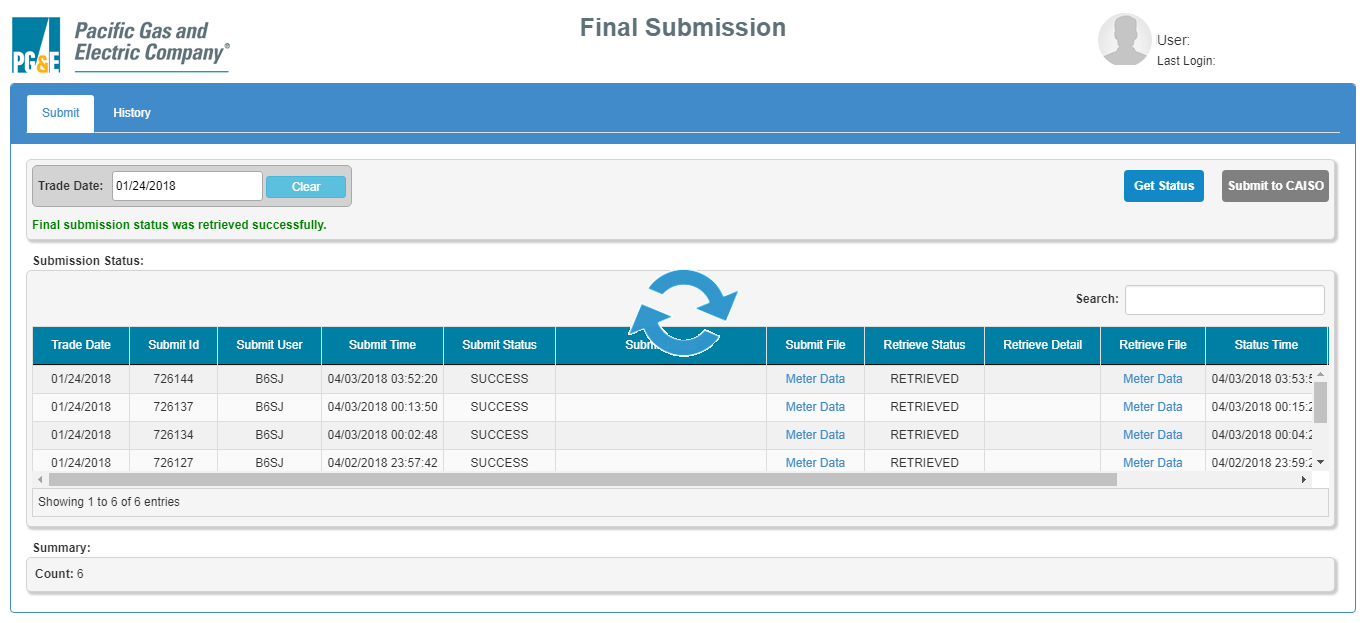 Pacific Gas and
Electric Company®
PG&E
Final Submission
User:
Last Login:
Submit History
Trade Date: 01/24/2018 Clear Get Status Submit to CAISO
Final submission status was retrieved successfully.
Submission Status:
Search:
Trade Date Submit Id Submit User Submit Time Submit Status Submit File Retrieve Status Retrieve Detail Retrieve File Status Time
01/24/2018 726144 B6SJ 04/03/2018 03:52:20 SUCCESS Meter Data RETRIEVED Meter Data 04/03/2018 03:53:5
01/24/2018 726137 B6SJ 04/03/2018 00:13:50 SUCCESS Meter Data RETRIEVED Meter Data 04/03/2018 00:15:2
01/24/2018 726134 B6SJ 04/03/2018 00:02:48 SUCCESS Meter Data RETRIEVED Meter Data 04/03/2018 00:04:2
01/24/2018 726127 B6SJ 04/02/2018 23:57:42 SUCCESS Meter Data RETRIEVED Meter Data 04/02/2018 23:59:2
Showing 1 to 6 of 6 entries
Summary:
Count: 6